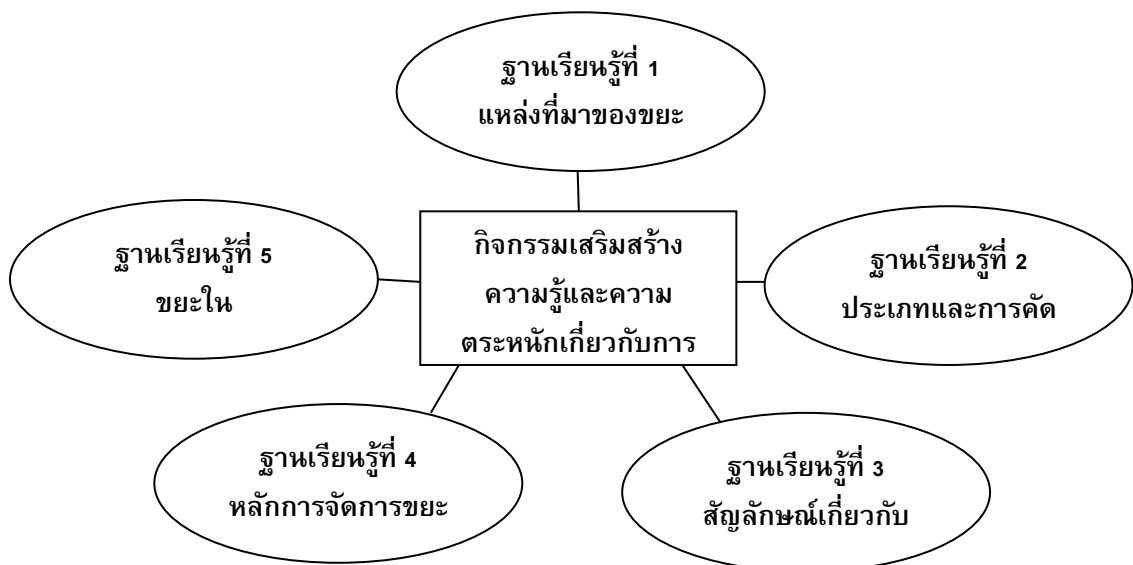 ฐานเรียนรู้ที่ 1
แหล่งที่มาของขยะ
ฐานเรียนรู้ที่ 5
ขยะใน
กิจกรรมเสริมสร้าง
ความรู้และความ
ตระหนักเกี่ยวกับการ
ฐานเรียนรู้ที่ 2
ประเภทและการคัด
ฐานเรียนรู้ที่ 4
หลักการจัดการขยะ
ฐานเรียนรู้ที่ 3
สัญลักษณ์เกี่ยวกับ